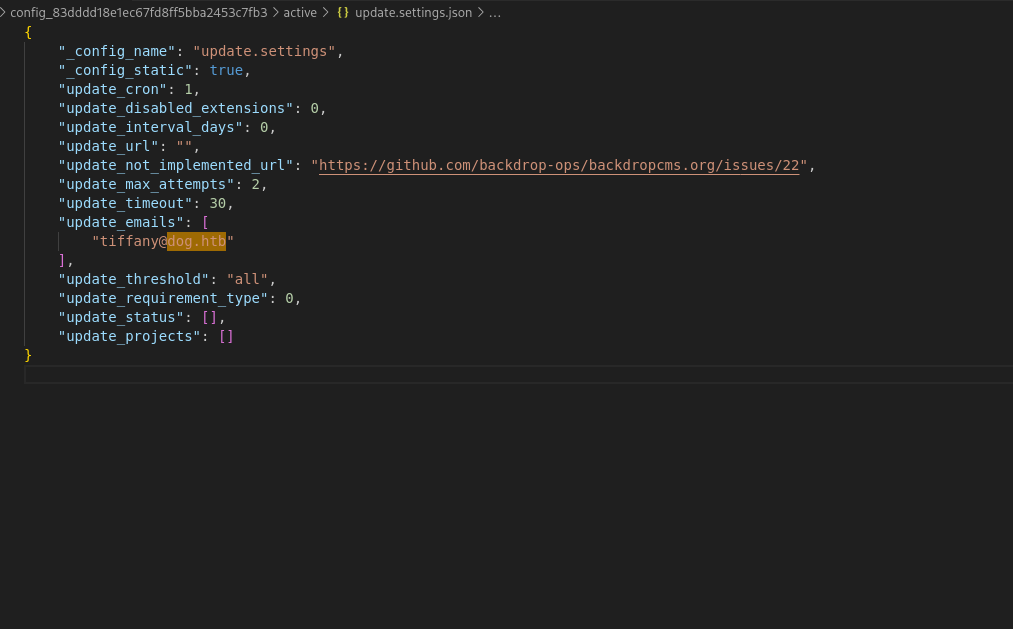 > config_83dddd18e1ec67fd8ff5bba2453c7fb3 > active > {} update.settings.json > ...
{
    "_config_name": "update.settings",
    "_config_static": true,
    "update_cron": 1,
    "update_disabled_extensions": 0,
    "update_interval_days": 0,
    "update_url": "",
    "update_not_implemented_url": "https://github.com/backdrop-ops/backdropcms.org/issues/22",
    "update_max_attempts": 2,
    "update_timeout": 30,
    "update_emails": [
        "tiffany@dog.htb"
    ],
    "update_threshold": "all",
    "update_requirement_type": 0,
    "update_status": [],
    "update_projects": []
}